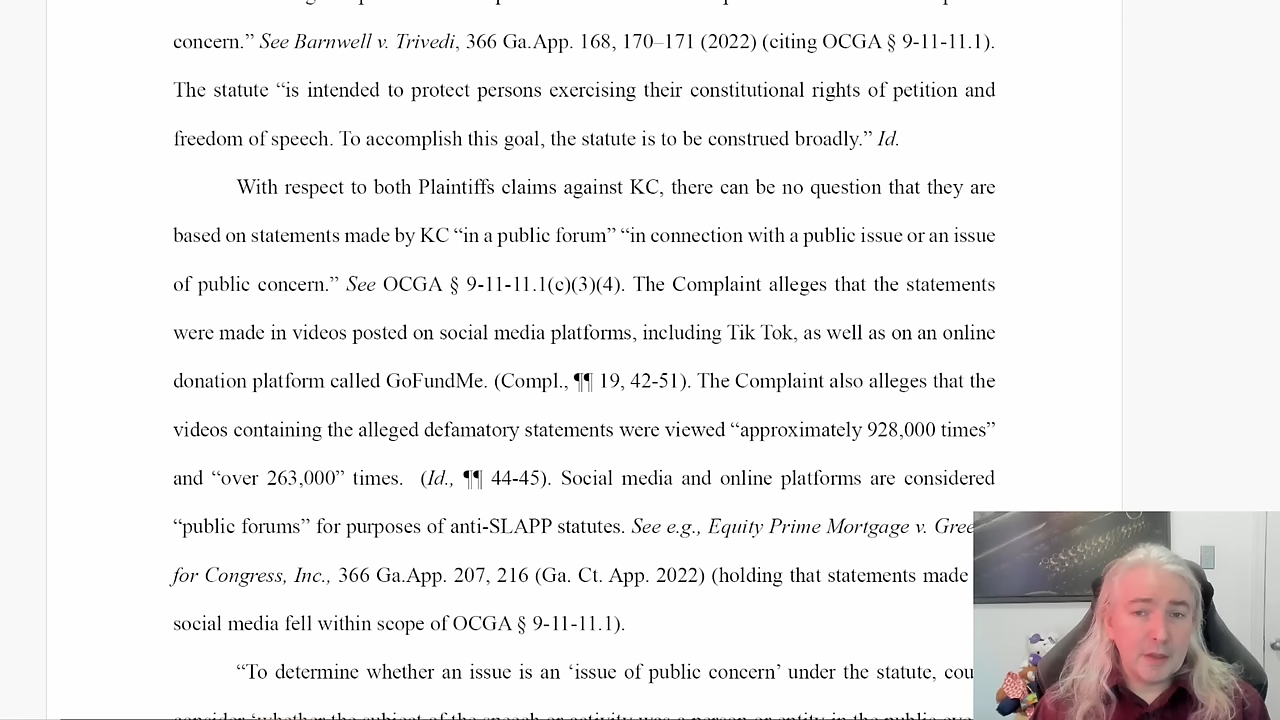 concern.” See Barnwell v. Trivedi, 366 Ga.App. 168, 170–171 (2022) (citing OCGA § 9-11-11.1).
The statute “is intended to protect persons exercising their constitutional rights of petition and
freedom of speech. To accomplish this goal, the statute is to be construed broadly.” Id.
With respect to both Plaintiffs claims against KC, there can be no question that they are
based on statements made by KC “in a public forum” “in connection with a public issue or an issue
of public concern.” See OCGA § 9-11-11.1(c)(3)(4). The Complaint alleges that the statements
were made in videos posted on social media platforms, including Tik Tok, as well as on an online
donation platform called GoFundMe. (Compl., ¶¶ 19, 42-51). The Complaint also alleges that the
videos containing the alleged defamatory statements were viewed “approximately 928,000 times”
and “over 263,000” times. (Id., ¶¶ 44-45). Social media and online platforms are considered
“public forums” for purposes of anti-SLAPP statutes. See e.g., Equity Prime Mortgage v.
for Congress, Inc., 366 Ga.App. 207, 216 (Ga. Ct. App. 2022) (holding that statements made
social media fell within scope of OCGA § 9-11-11.1).
“To determine whether an issue is an ‘issue of public concern’ under the statute,